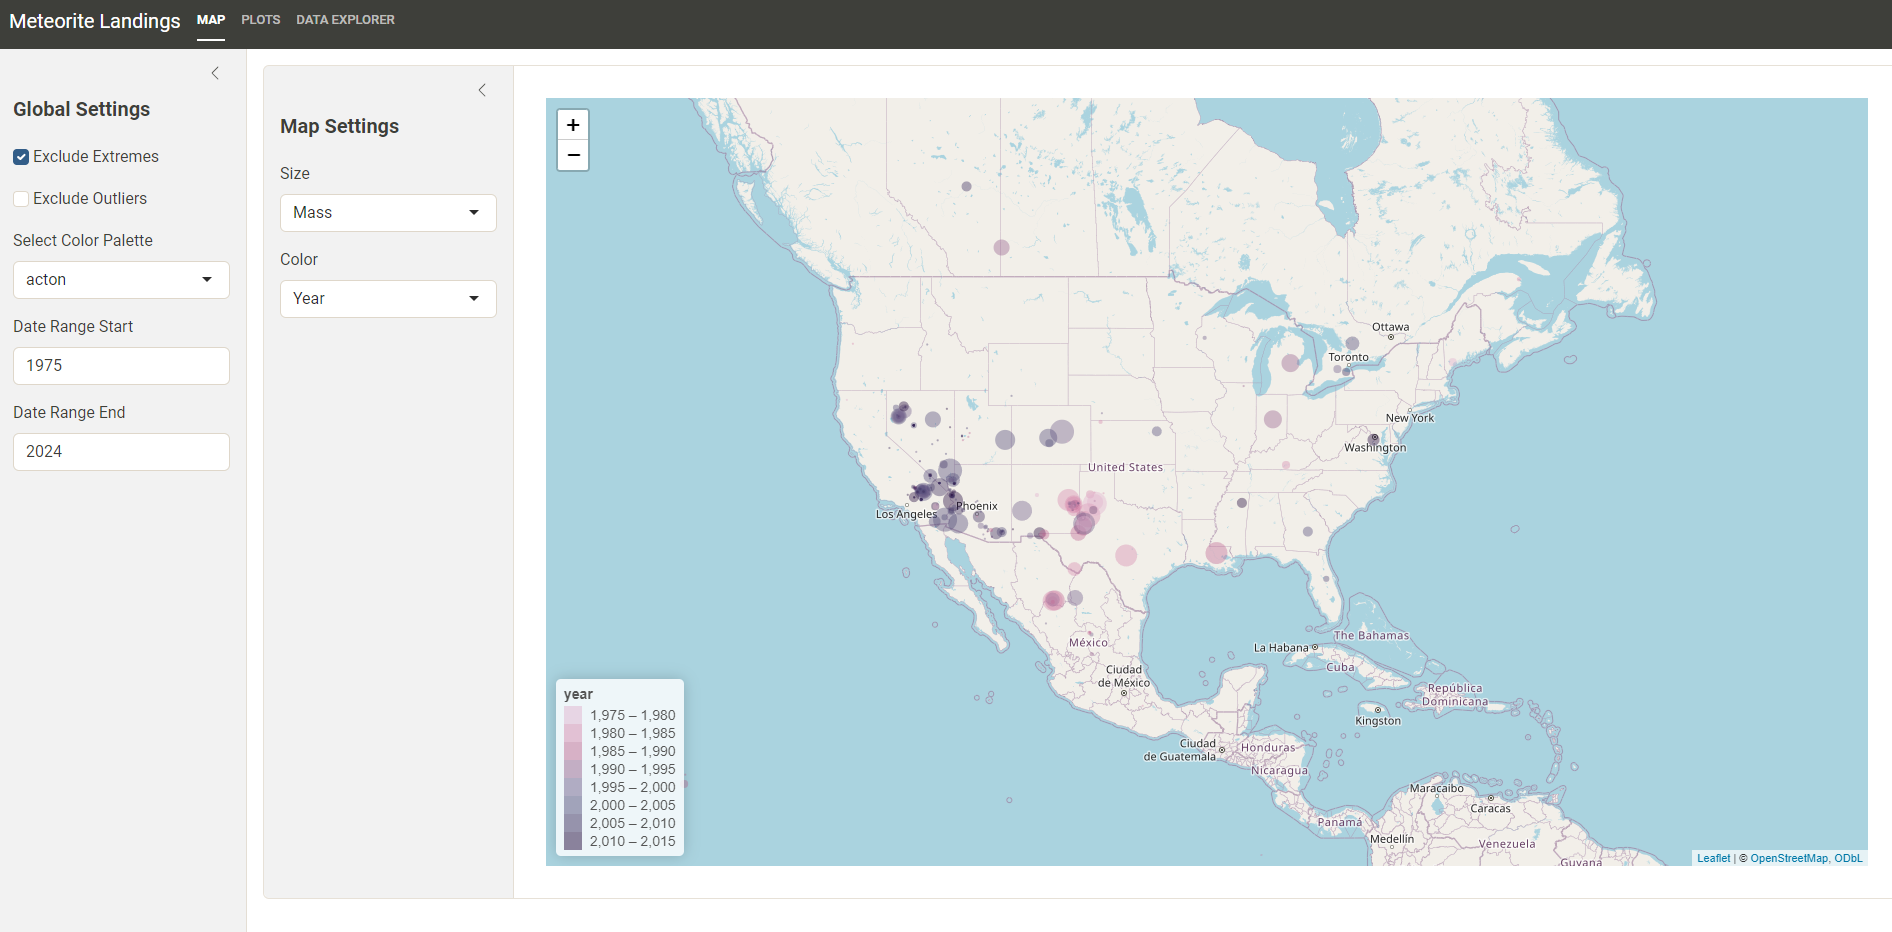 Meteorite Landings
MAP
PLOTS
DATA EXPLORER
Global Settings
Exclude Extremes
Exclude Outliers
Select Color Palette
acton
Date Range Start
1975
Date Range End
2024
Map Settings
Size
Mass
Color
Year
+
−
Ottawa
Toronto
New York
Washington
United States
Phoenix
Los Angeles
México
Ciudad
de México
La Habana
The Bahamas
Cuba
República
Dominicana
Kingston
Ciudad
de Guatemala
Honduras
Nicaragua
Maracaibo
Caracas
Panamá
Medellín
Venezuela
Guyana
year
1,975 – 1,980
1,980 – 1,985
1,985 – 1,990
1,990 – 1,995
1,995 – 2,000
2,000 – 2,005
2,005 – 2,010
2,010 – 2,015
Leaflet | © OpenStreetMap, ODbL